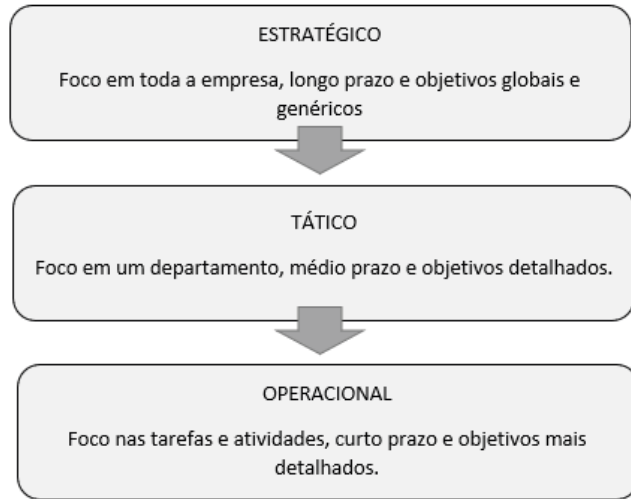 ESTRATÉGICO
Foco em toda a empresa, longo prazo e objetivos globais e
genéricos
TÁTICO
Foco em um departamento, médio prazo e objetivos detalhados.
OPERACIONAL
Foco nas tarefas e atividades, curto prazo e objetivos mais
detalhados.